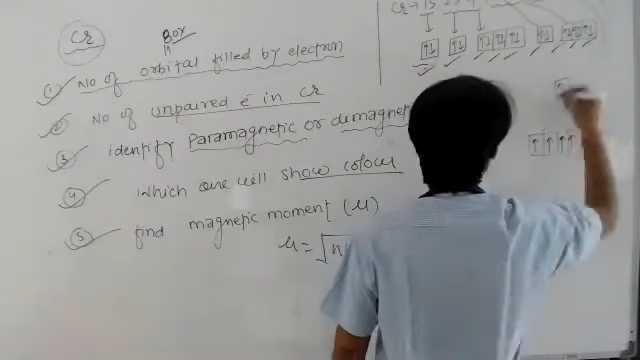 Cr
Box
(1) No of orbital filled by electron
(2) No of unpaired e⁻ in cr
(3) identify Paramagnetic or
(4) Which one will show colour
(5) find magnetic moment (μ)
μ =
Cr →